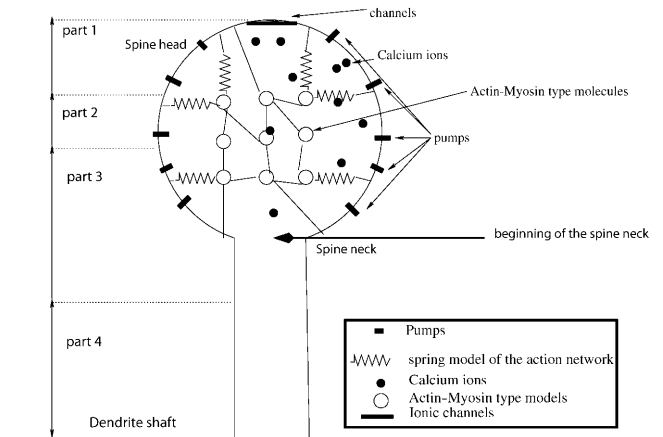 channels
part 1
Spine head
Calcium ions
Actin-Myosin type molecules
part 2
pumps
part 3
beginning of the spine neck
Spine neck
part 4
Pumps
spring model of the action network
Calcium ions
Actin-Myosin type models
Ionic channels
Dendrite shaft